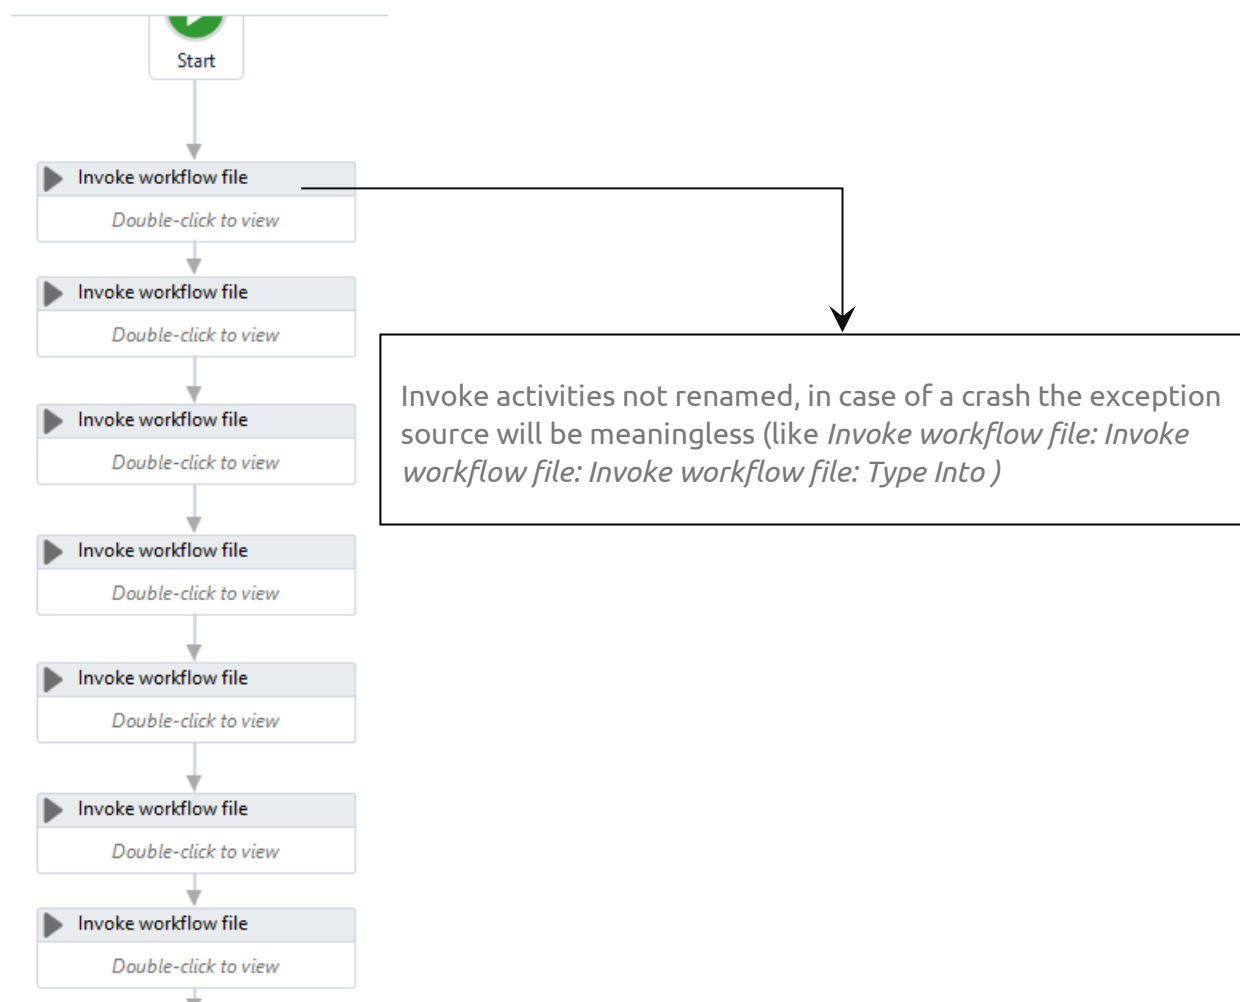 Start
Invoke workflow file
Double-click to view
Invoke workflow file
Double-click to view
Invoke activities not renamed, in case of a crash the exception
source will be meaningless (like Invoke workflow file: Invoke
workflow file: Invoke workflow file: Type Into )
Invoke workflow file
Double-click to view
Invoke workflow file
Double-click to view
Invoke workflow file
Double-click to view
Invoke workflow file
Double-click to view
Invoke workflow file
Double-click to view